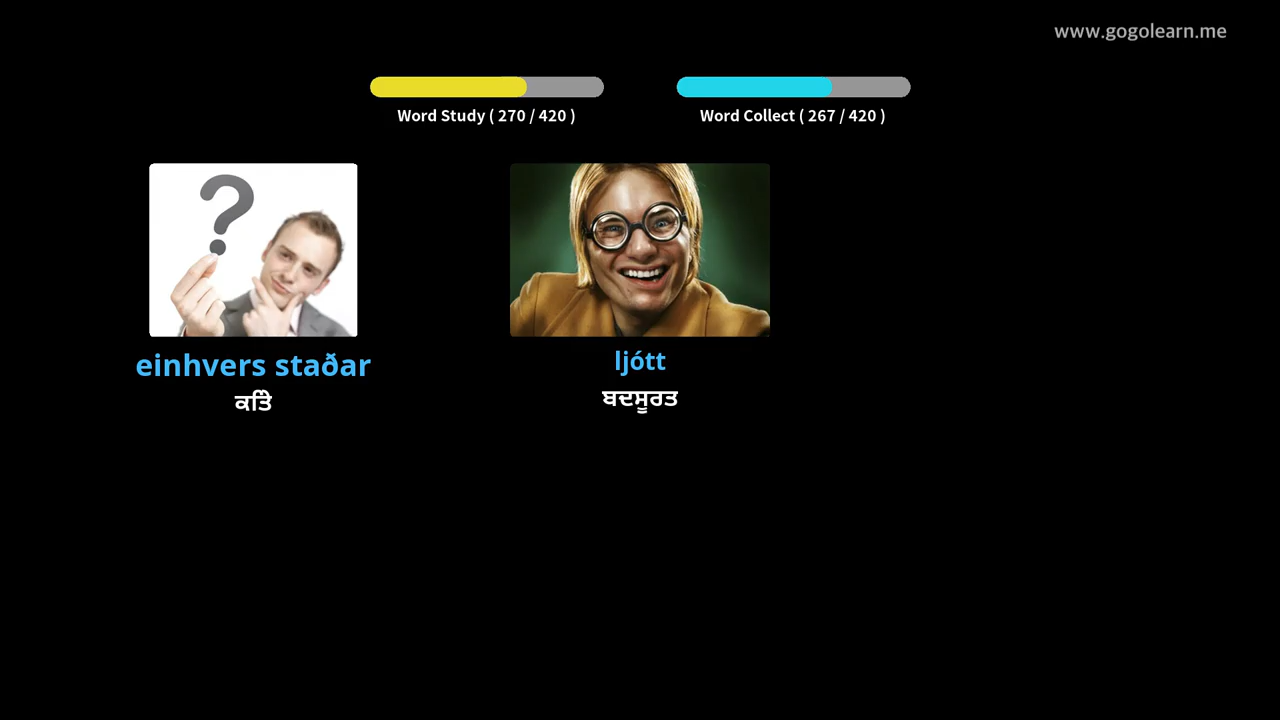 www.gogolearn.me
Word Study ( 270 / 420 )
Word Collect ( 267 / 420 )
einhvers staðar
ਕਤਿੇ
ljótt
ਬਦਸੂਰਤ